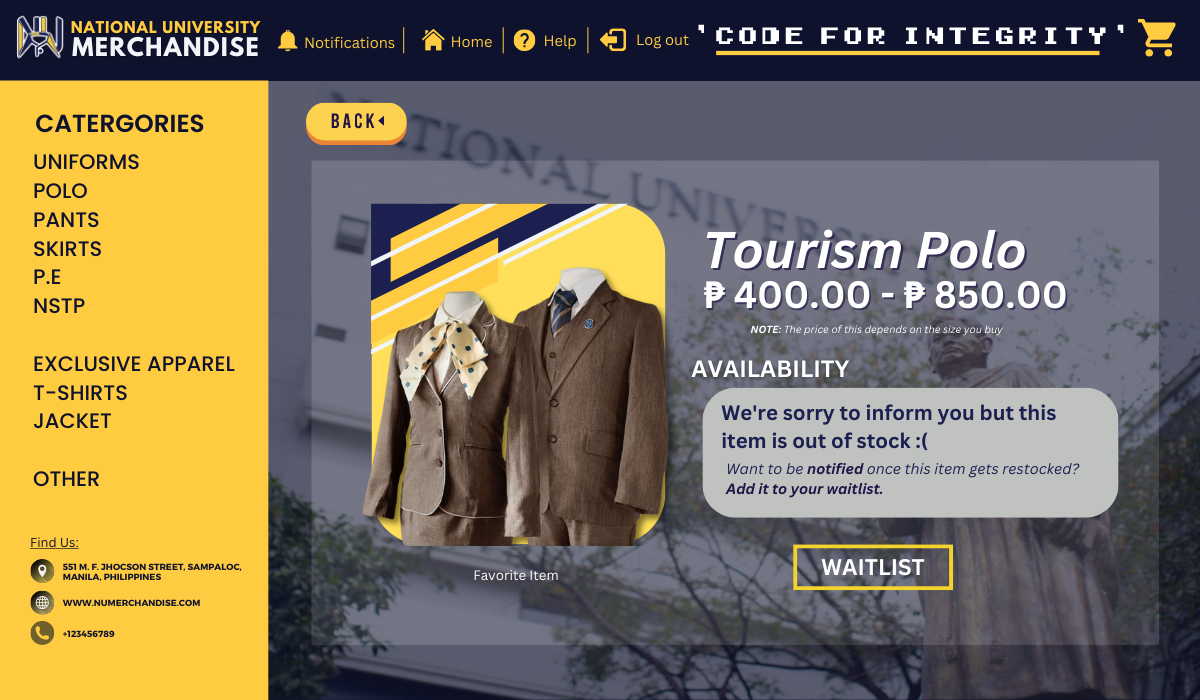 NATIONAL UNIVERSITY
MERCHANDISE
Notifications
Home
Help
Log out
'CODE FOR INTEGRITY'
CATERGORIES
UNIFORMS
POLO
PANTS
SKIRTS
P.E
NSTP
EXCLUSIVE APPAREL
T-SHIRTS
JACKET
OTHER
Find Us:
551 M. F. JHOCSON STREET, SAMPALOC,
MANILA, PHILIPPINES
WWW.NUMERCHANDISE.COM
+123456789
BACK
NATIONAL UNIVERSITY
Tourism Polo
₱ 400.00 - ₱ 850.00
NOTE: The price of this depends on the size you buy
AVAILABILITY
We're sorry to inform you but this
item is out of stock :(
Want to be notified once this item gets restocked?
Add it to your waitlist.
Favorite Item
WAITLIST